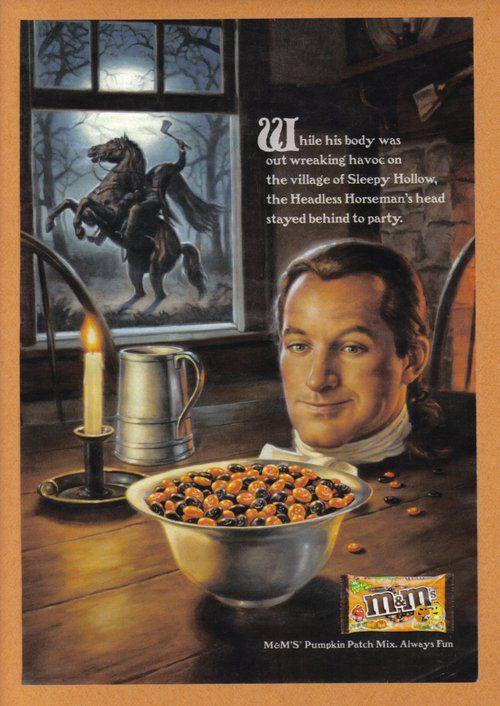 While his body was
out wreaking havoc on
the village of Sleepy Hollow,
the Headless Horseman's head
stayed behind to party.
m&m's
M&M'S® Pumpkin Patch Mix. Always Fun